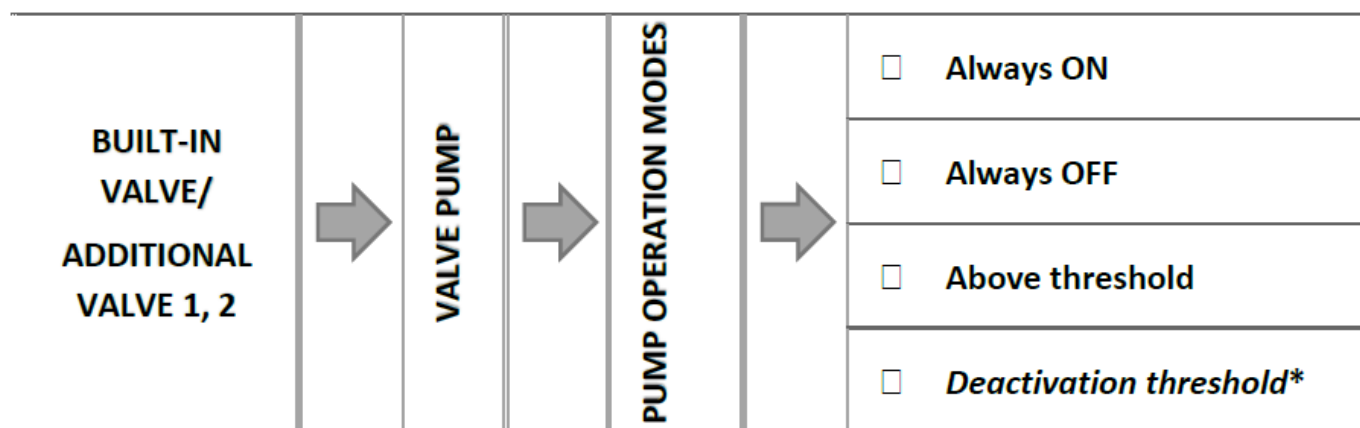 BUILT-IN
VALVE/
ADDITIONAL
VALVE 1, 2
VALVE PUMP
PUMP OPERATION MODES
Always ON
Always OFF
Above threshold
Deactivation threshold*